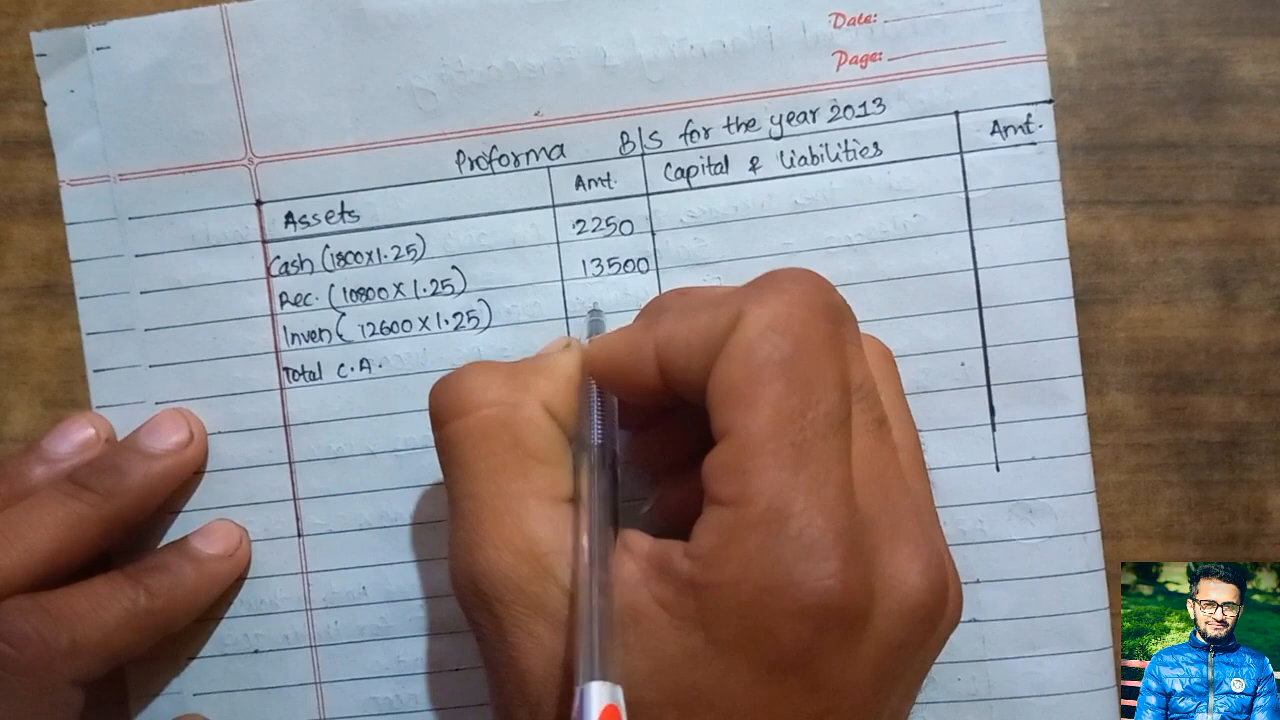 Date:
Page:
Proforma B/S for the year 2013
Assets Amt. Capital & Liabilities Amt.
Cash (1800x1.25) 2250
Rec. (10800 x 1.25) 13500
Inven ( 12600 x 1.25)
Total C.A.